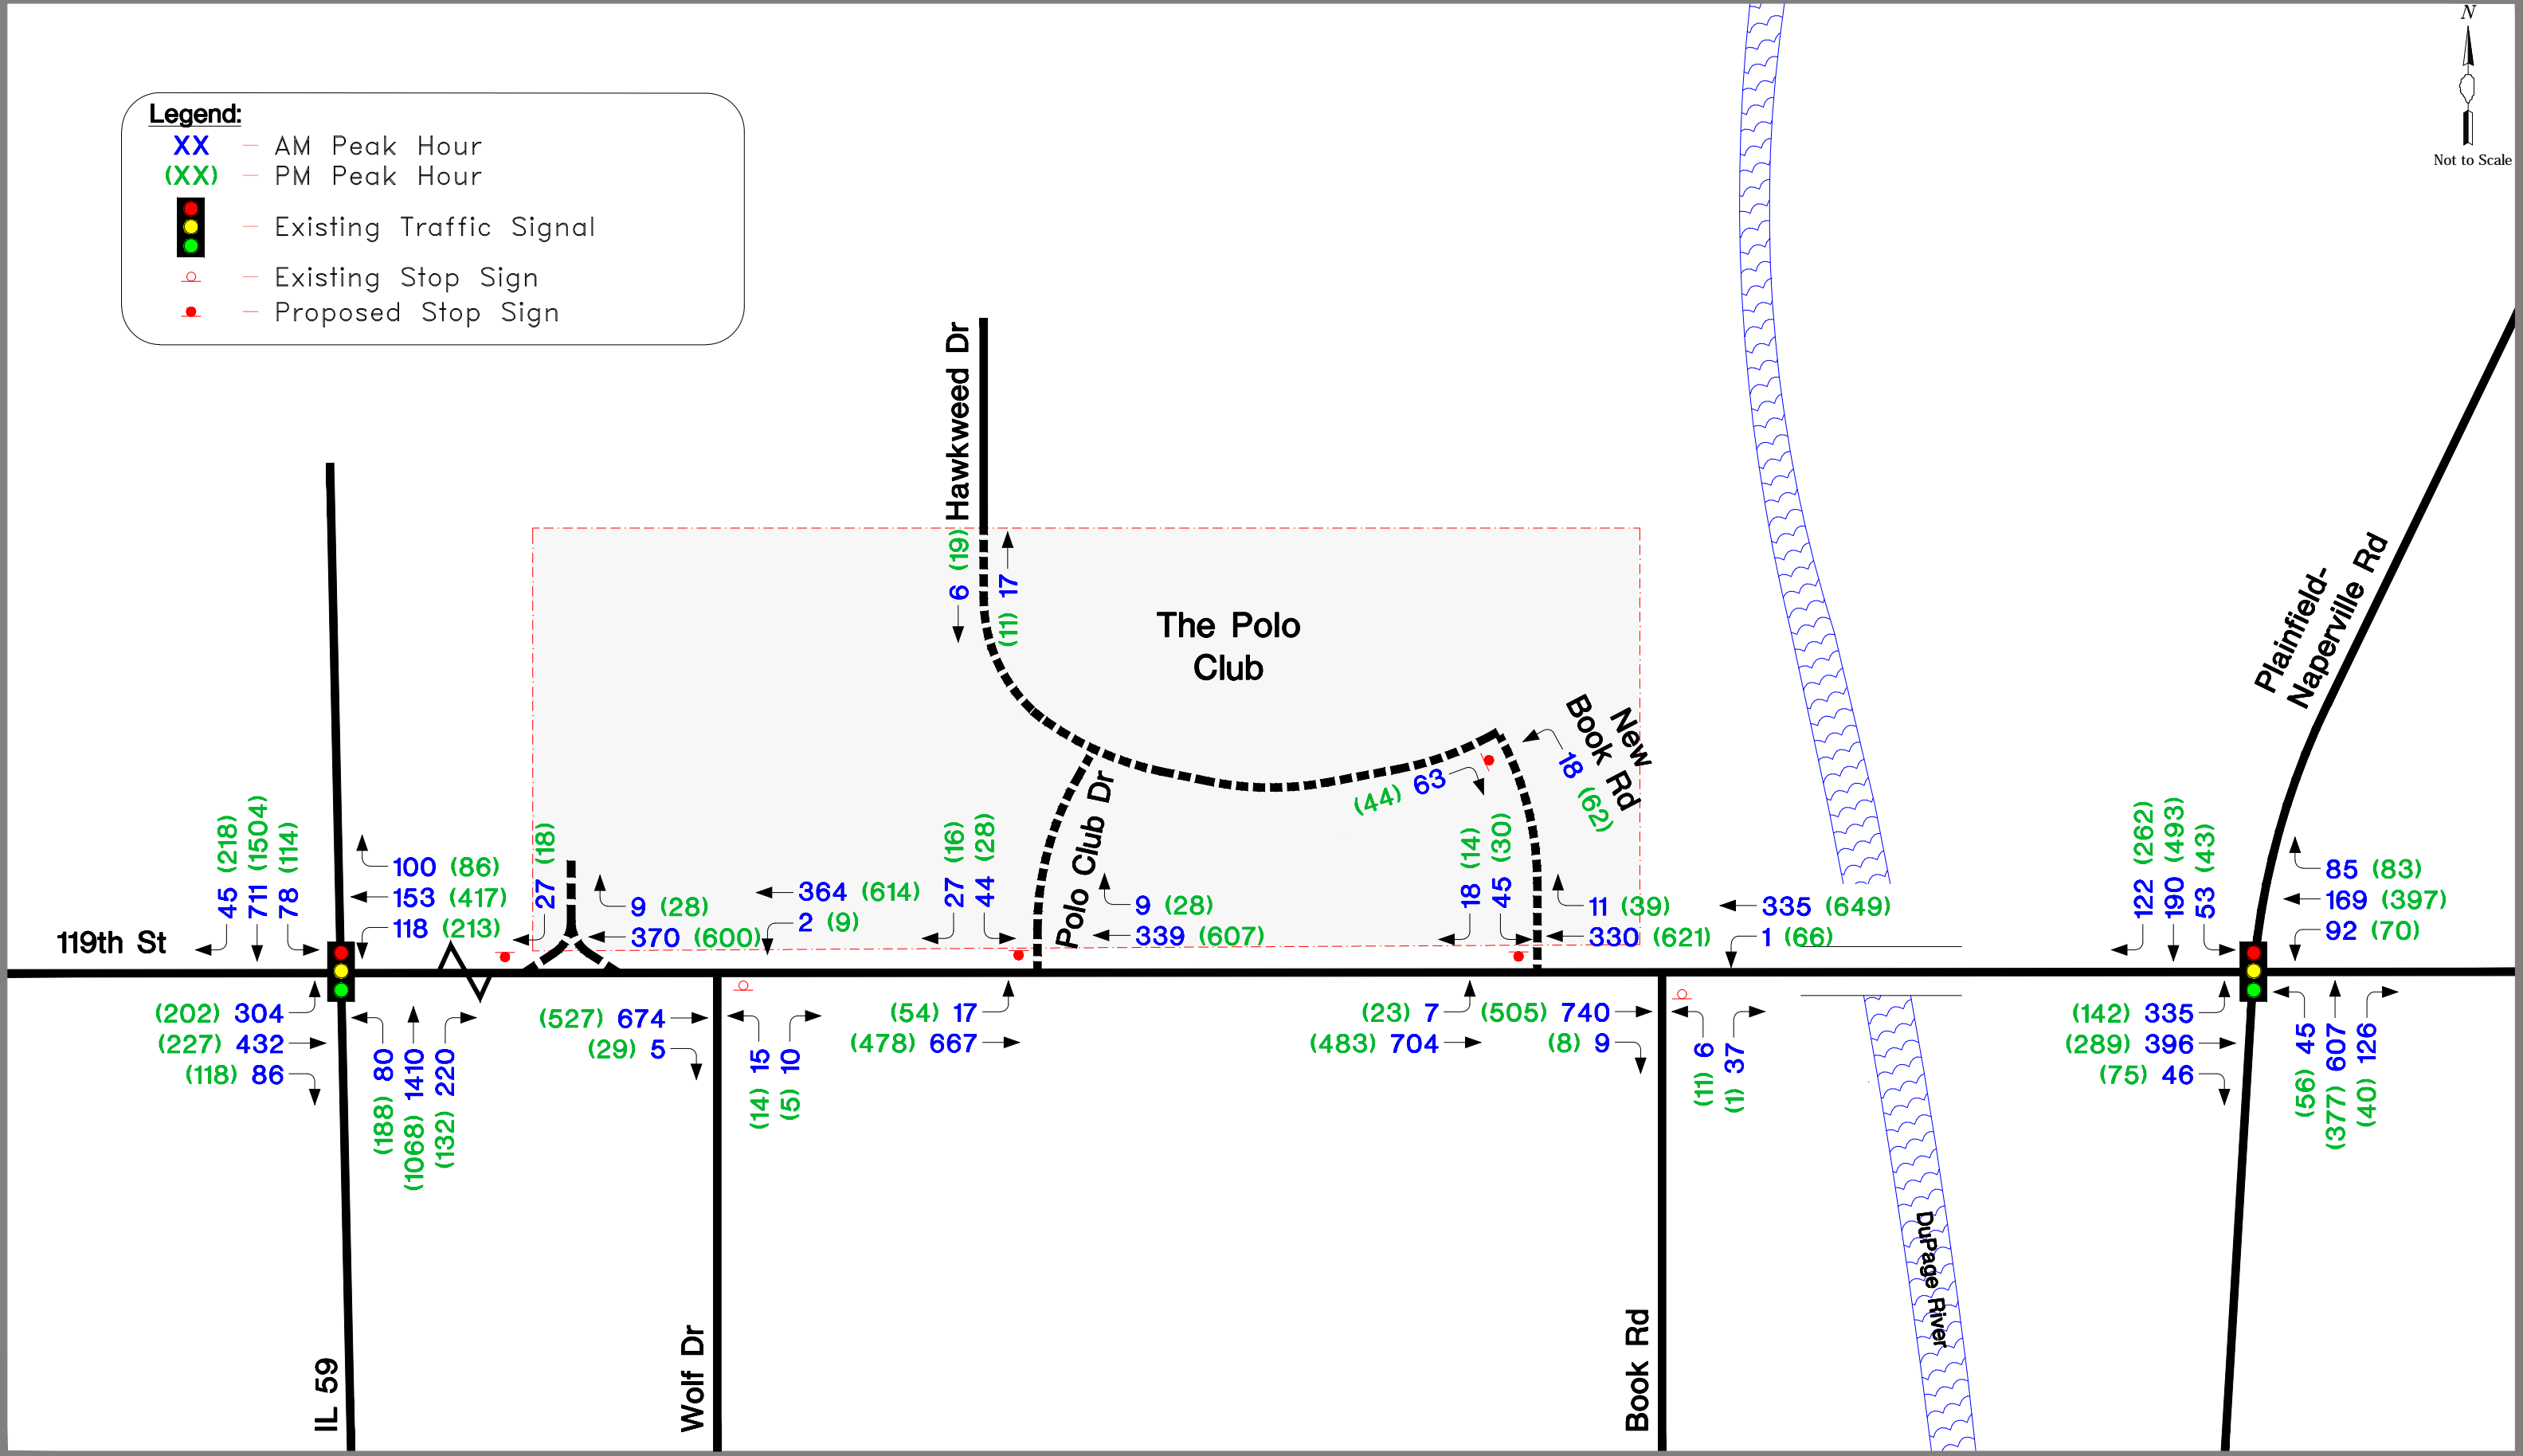 N
Not to Scale
Legend:
XX – AM Peak Hour
(XX) – PM Peak Hour
– Existing Traffic Signal
– Existing Stop Sign
– Proposed Stop Sign
Hawkweed Dr
6 (19)
(11) 17
The Polo
Club
New
Book Rd
18 (62)
(44) 63
Polo Club Dr
Plainfield-
Naperville Rd
119th St
45 (218)
711 (1504)
78 (114)
100 (86)
153 (417)
118 (213)
(202) 304
(227) 432
(118) 86
(188) 80
(1068) 1410
(132) 220
IL 59
27 (18)
9 (28)
370 (600)
364 (614)
2 (9)
(527) 674
(29) 5
(14) 15
(5) 10
Wolf Dr
27 (16)
44 (28)
9 (28)
339 (607)
(54) 17
(478) 667
18 (14)
45 (30)
11 (39)
330 (621)
(23) 7
(483) 704
335 (649)
1 (66)
(505) 740
(8) 9
(11) 6
(1) 37
Book Rd
DuPage River
122 (262)
190 (493)
53 (43)
85 (83)
169 (397)
92 (70)
(142) 335
(289) 396
(75) 46
(56) 45
(377) 607
(40) 126